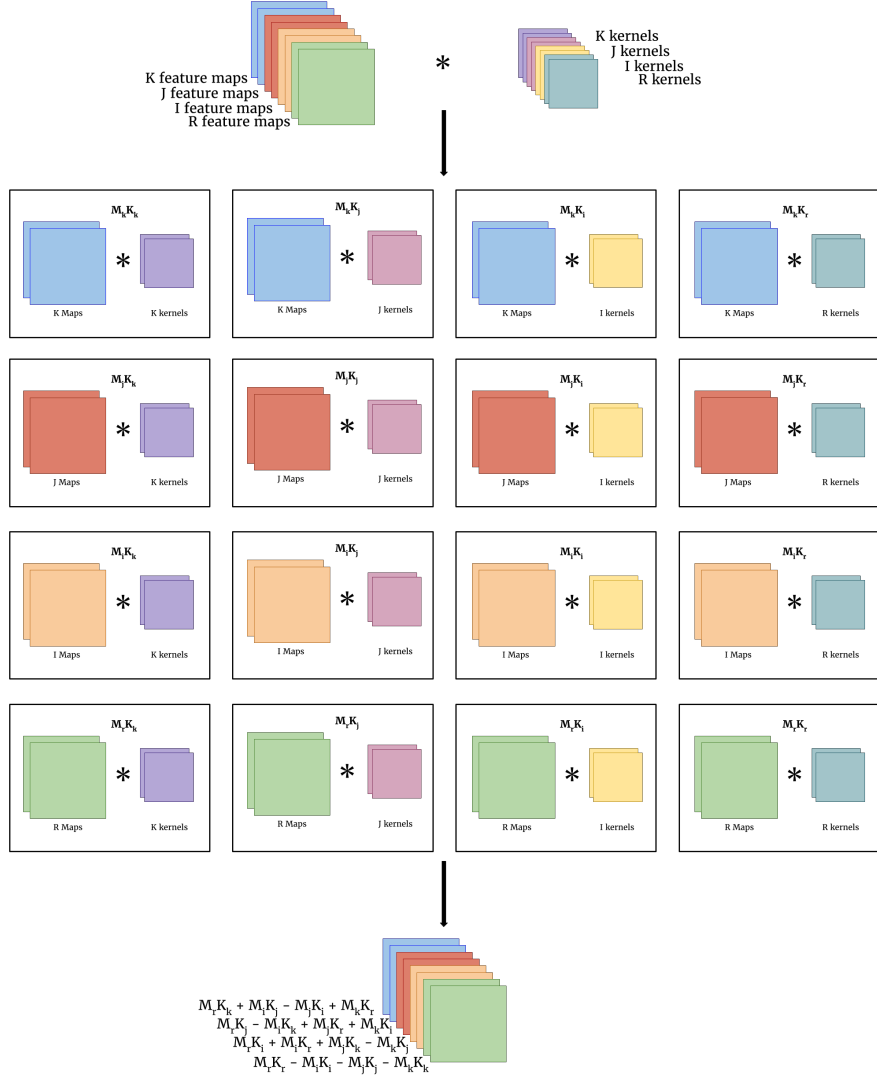 K feature maps
J feature maps
I feature maps
R feature maps
*
K kernels
J kernels
I kernels
R kernels
MₖKₖ
*
K Maps K kernels
MₖKⱼ
*
K Maps J kernels
MₖKᵢ
*
K Maps I kernels
MₖKᵣ
*
K Maps R kernels
MⱼKₖ
*
J Maps K kernels
MⱼKⱼ
*
J Maps J kernels
MⱼKᵢ
*
J Maps I kernels
MⱼKᵣ
*
J Maps R kernels
MᵢKₖ
*
I Maps K kernels
MᵢKⱼ
*
I Maps J kernels
MᵢKᵢ
*
I Maps I kernels
MᵢKᵣ
*
I Maps R kernels
MᵣKₖ
*
R Maps K kernels
MᵣKⱼ
*
R Maps J kernels
MᵣKᵢ
*
R Maps I kernels
MᵣKᵣ
*
R Maps R kernels
MᵣKₖ + MᵢKⱼ – MⱼKᵢ + MₖKᵣ
MᵣKⱼ – MᵢKₖ + MⱼKᵣ + MₖKᵢ
MᵣKᵢ + MᵢKᵣ + MⱼKₖ – MₖKⱼ
MᵣKᵣ – MᵢKᵢ – MⱼKⱼ – MₖKₖ